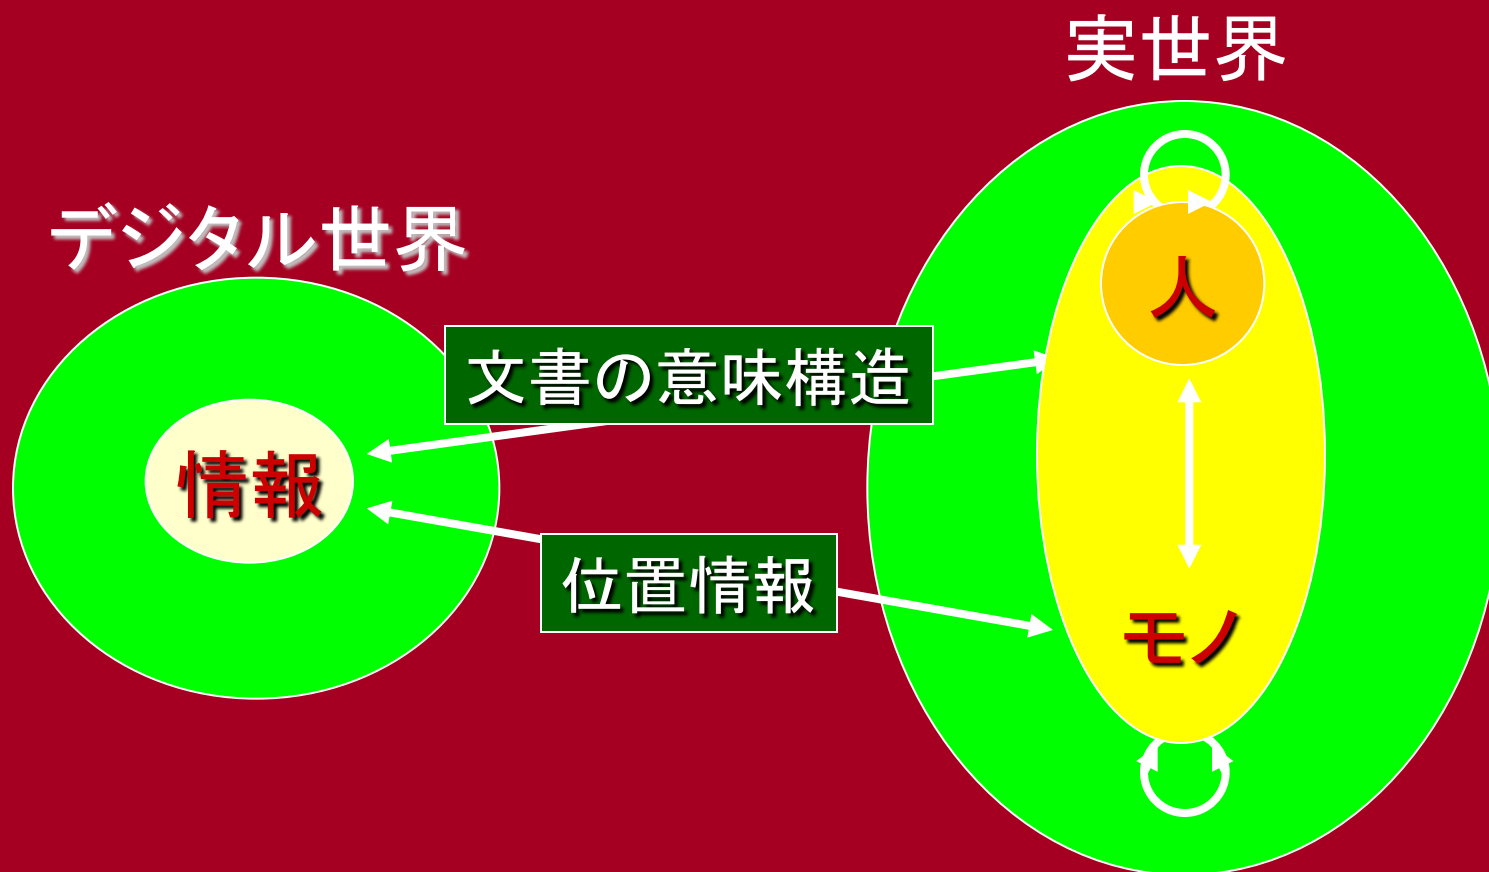 実世界
デジタル世界
人
文書の意味構造
情報
位置情報
モノ